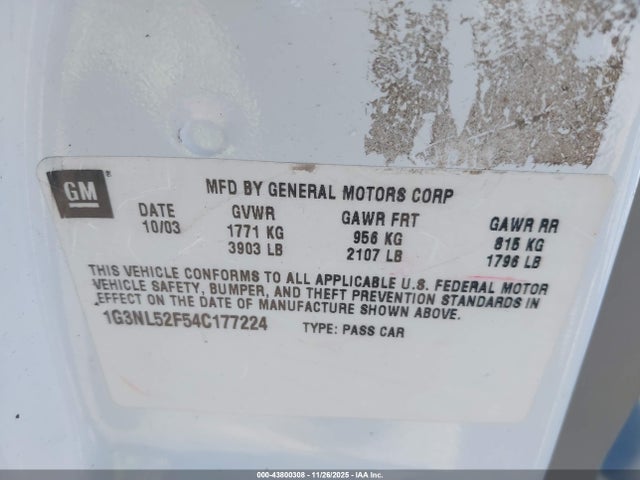 GM
MFD BY GENERAL MOTORS CORP
DATE GVWR GAWR FRT GAWR RR
10/03 1771 KG 956 KG 815 KG
3903 LB 2107 LB 1796 LB
THIS VEHICLE CONFORMS TO ALL APPLICABLE U.S. FEDERAL MOTOR
VEHICLE SAFETY, BUMPER, AND THEFT PREVENTION STANDARDS IN
EFFECT ON THE DATE OF MANUFACTURE SHOWN ABOVE.
1G3NL52F54C177224 TYPE: PASS CAR
000-43800308 - 11/26/2025 - IAA Inc.